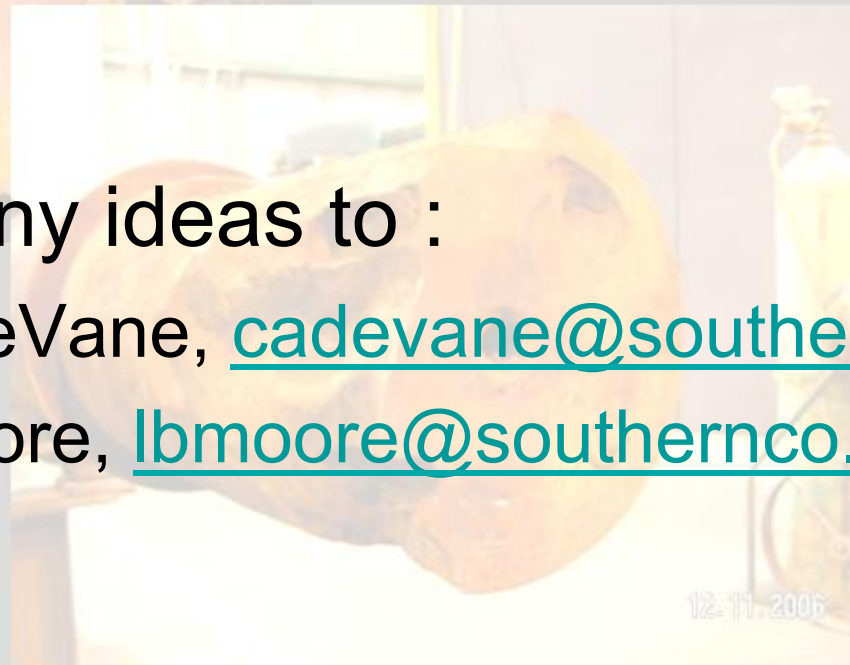 ny ideas to :
eVane, cadevane@southe
ore, lbmoore@southernco.
12.11.2006